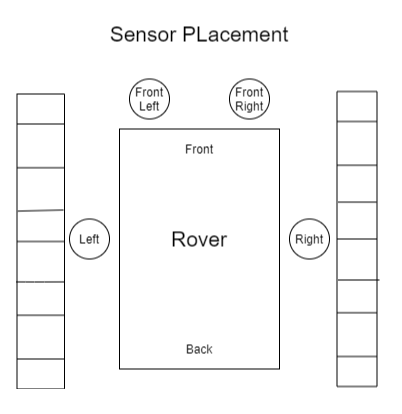 Sensor PLacement
Front
Left
Front
Right
Front
Left
Rover
Right
Back